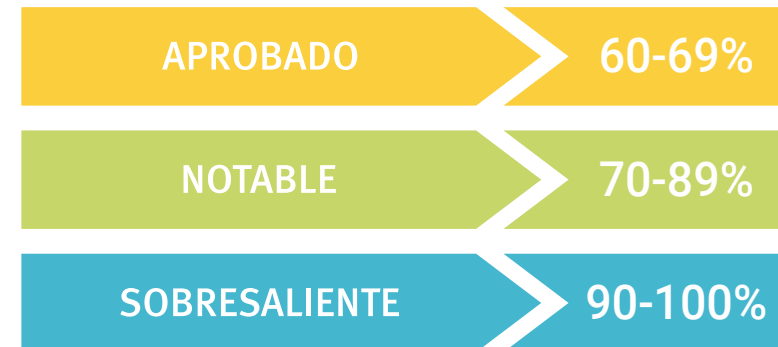 APROBADO 60-69%
NOTABLE 70-89%
SOBRESALIENTE 90-100%